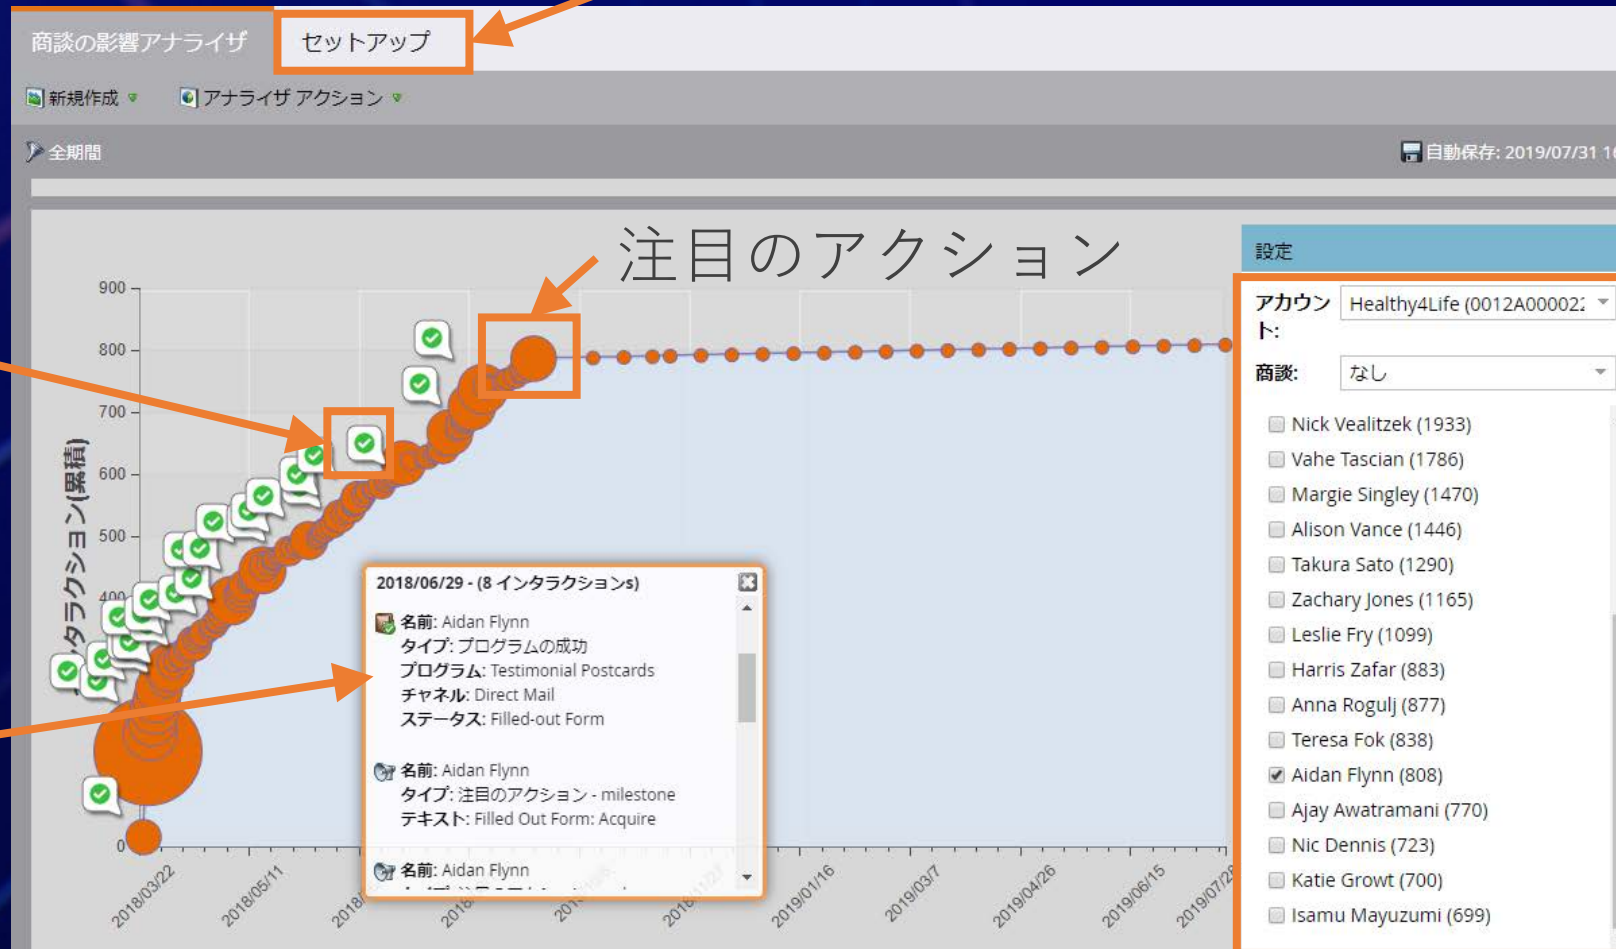 商談の影響アナライザ
セットアップ
新規作成
アナライザ アクション
全期間
自動保存: 2019/07/31 16
注目のアクション
設定
アカウン
ト:
Healthy4Life (0012A000022
商談:
なし
Nick Vealitzek (1933)
Vahe Tascian (1786)
Margie Singley (1470)
Alison Vance (1446)
Takura Sato (1290)
Zachary Jones (1165)
Leslie Fry (1099)
Harris Zafar (883)
Anna Rogulj (877)
Teresa Fok (838)
Aidan Flynn (808)
Ajay Awatramani (770)
Nic Dennis (723)
Katie Growt (700)
Isamu Mayuzumi (699)
タラクション(累積)
900
800
700
600
500
400
0
2018/06/29 - (8 インタラクションs)
名前: Aidan Flynn
タイプ: プログラムの成功
プログラム: Testimonial Postcards
チャネル: Direct Mail
ステータス: Filled-out Form
名前: Aidan Flynn
タイプ: 注目のアクション - milestone
テキスト: Filled Out Form: Acquire
名前: Aidan Flynn
2018/03/22
2018/05/11
2019/01/16
2019/03/7
2019/04/26
2019/06/15
2019/07/28